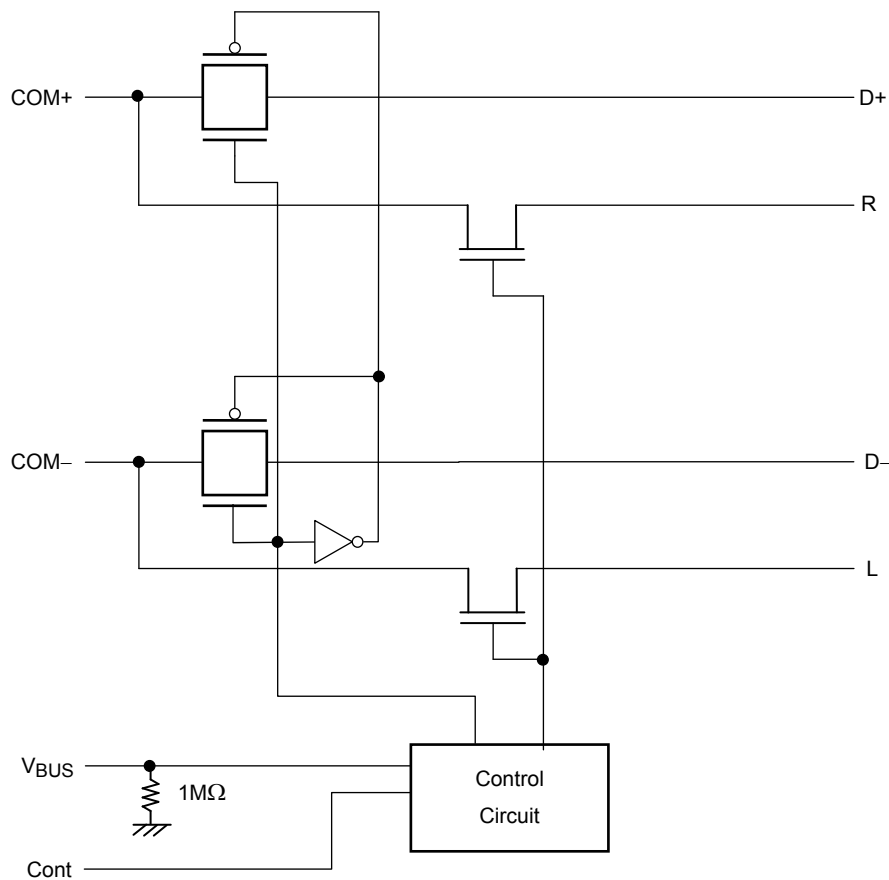 COM+
D+
R
COM−
D−
L
VBUS
1MΩ
Control
Circuit
Cont